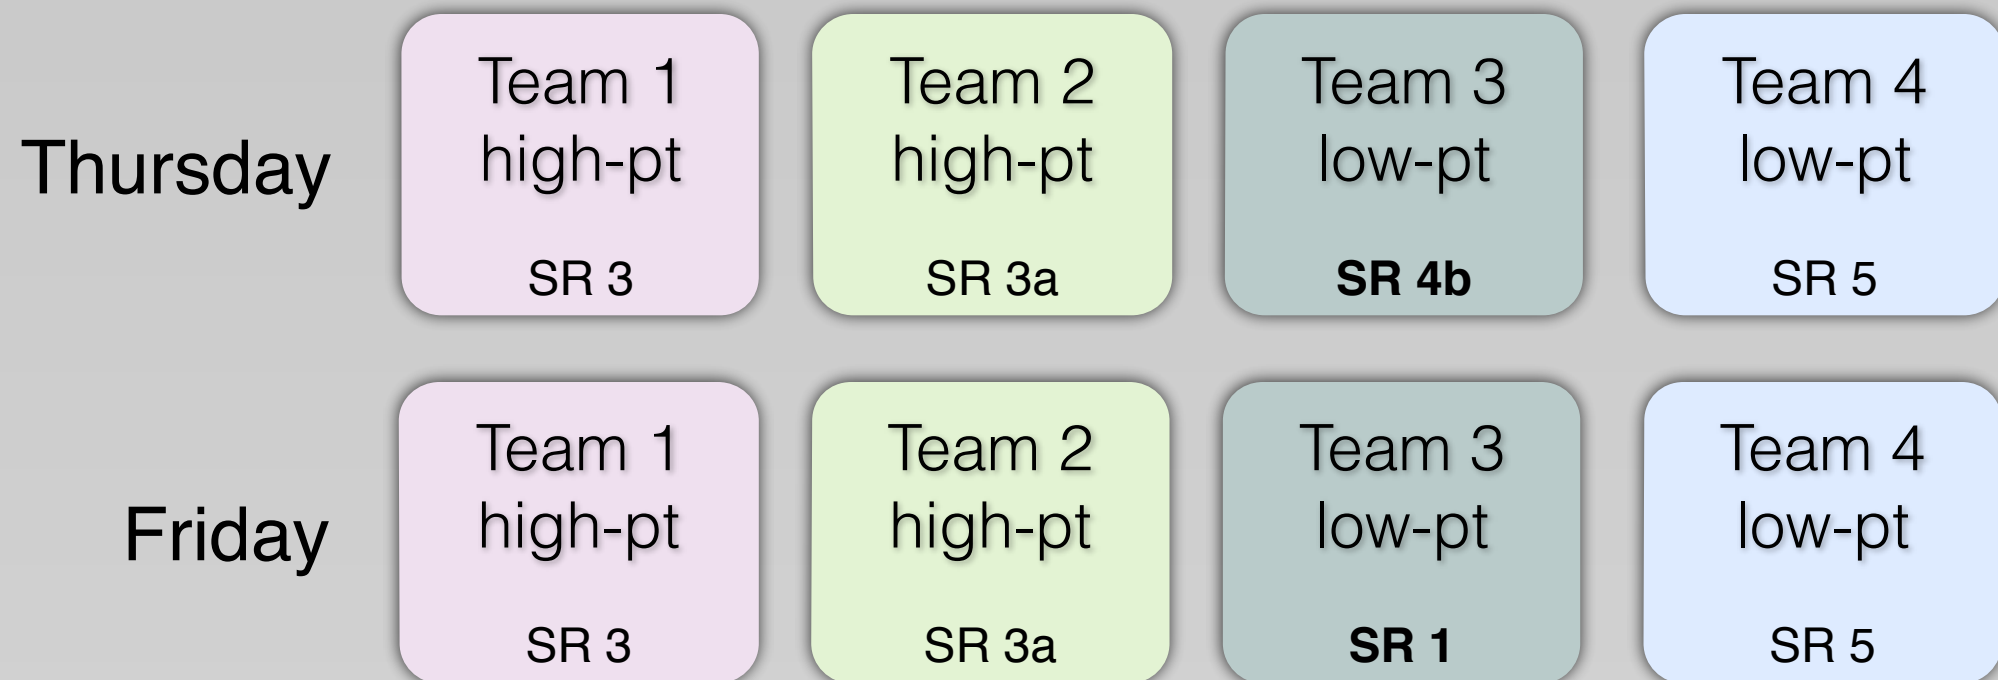 Thursday
Team 1
high-pt
SR 3
Team 2
high-pt
SR 3a
Team 3
low-pt
SR 4b
Team 4
low-pt
SR 5
Friday
Team 1
high-pt
SR 3
Team 2
high-pt
SR 3a
Team 3
low-pt
SR 1
Team 4
low-pt
SR 5